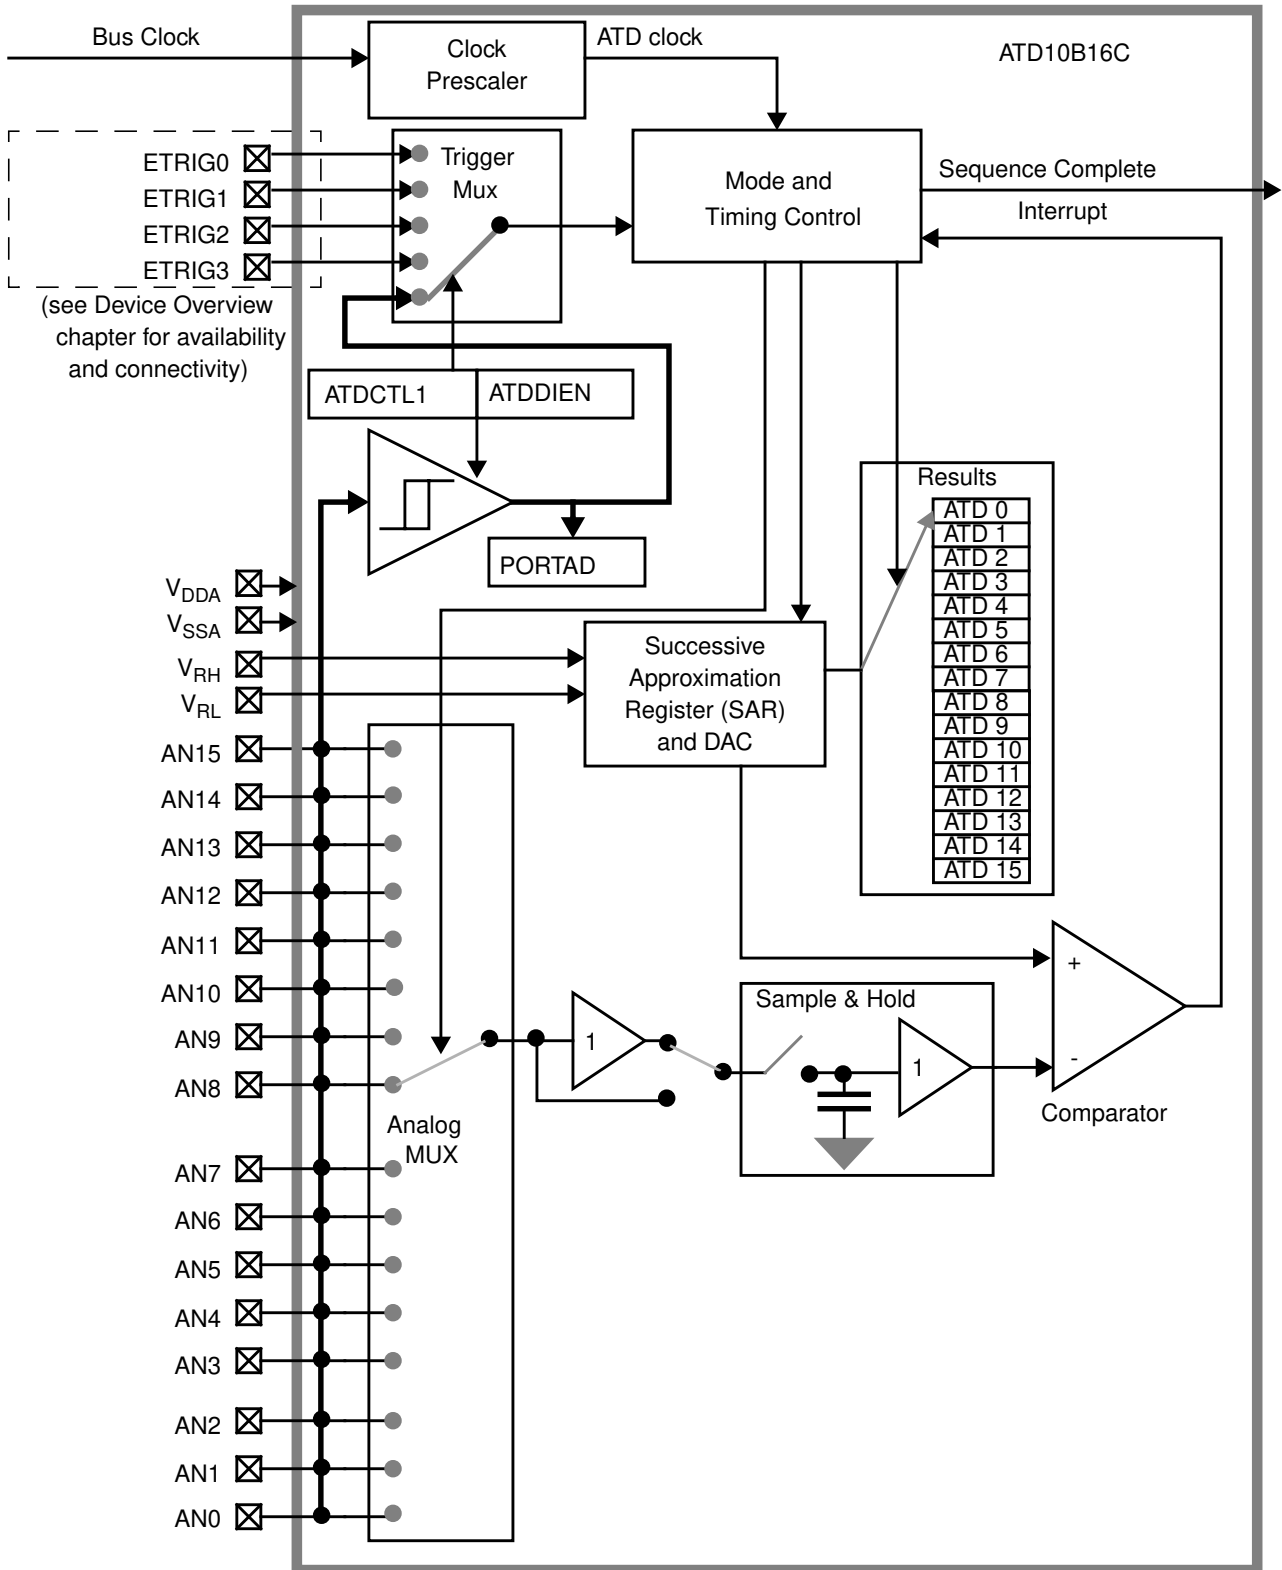 Bus Clock
Clock
Prescaler
ATD clock
ATD10B16C
ETRIG0
ETRIG1
ETRIG2
ETRIG3
(see Device Overview
chapter for availability
and connectivity)
Trigger
Mux
Mode and
Timing Control
Sequence Complete
Interrupt
ATDCTL1
ATDDIEN
PORTAD
Results
ATD 0
ATD 1
ATD 2
ATD 3
ATD 4
ATD 5
ATD 6
ATD 7
ATD 8
ATD 9
ATD 10
ATD 11
ATD 12
ATD 13
ATD 14
ATD 15
VDDA
VSSA
VRH
VRL
Successive
Approximation
Register (SAR)
and DAC
AN15
AN14
AN13
AN12
AN11
AN10
AN9
AN8
AN7
AN6
AN5
AN4
AN3
AN2
AN1
AN0
Analog
MUX
1
Sample & Hold
1
+
-
Comparator